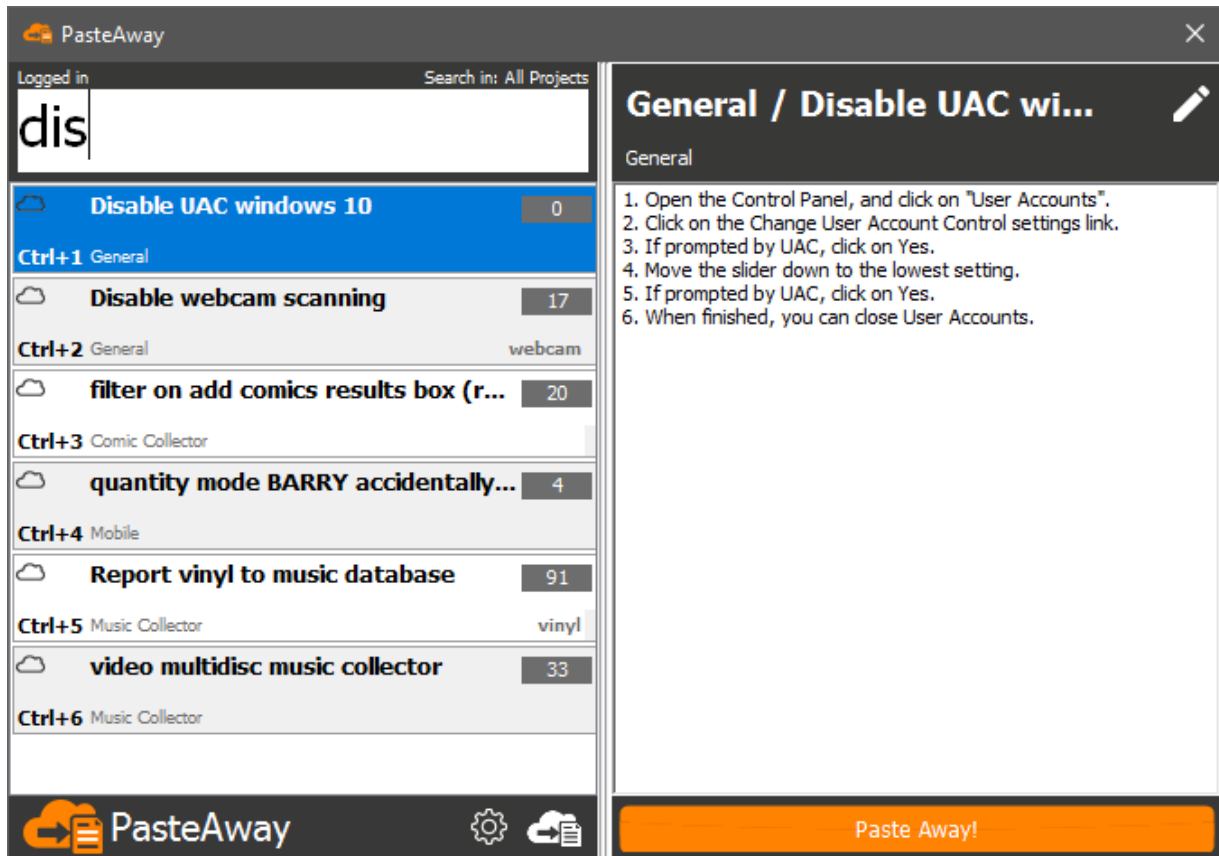 PasteAway
Logged in
Search in: All Projects
dis
Disable UAC windows 10
0
Ctrl+1 General
Disable webcam scanning
17
Ctrl+2 General
webcam
filter on add comics results box (r...
20
Ctrl+3 Comic Collector
quantity mode BARRY accidentally...
4
Ctrl+4 Mobile
Report vinyl to music database
91
Ctrl+5 Music Collector
vinyl
video multidisc music collector
33
Ctrl+6 Music Collector
PasteAway
General / Disable UAC wi...
General
1. Open the Control Panel, and click on "User Accounts".
2. Click on the Change User Account Control settings link.
3. If prompted by UAC, click on Yes.
4. Move the slider down to the lowest setting.
5. If prompted by UAC, click on Yes.
6. When finished, you can close User Accounts.
Paste Away!